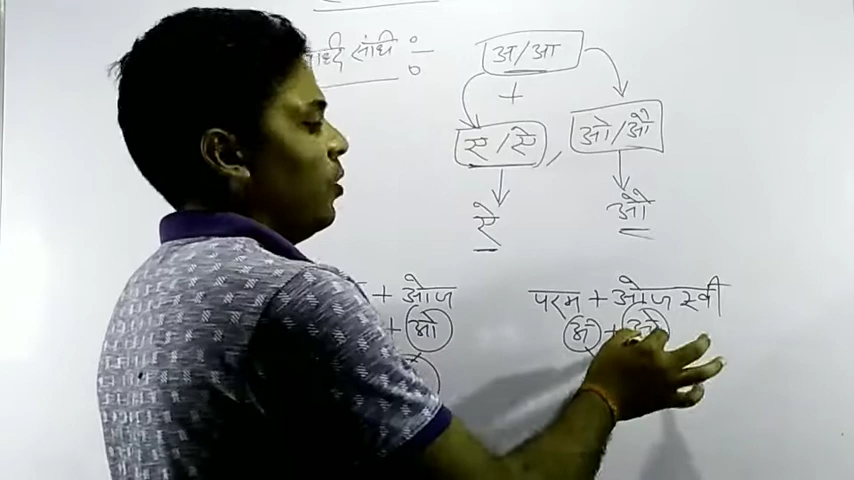 संधि :-
अ/आ
+
ए/ऐ , ओ/औ
ऐ औ
+ ओज परम + ओजस्वी
+ ओ अ + ओ